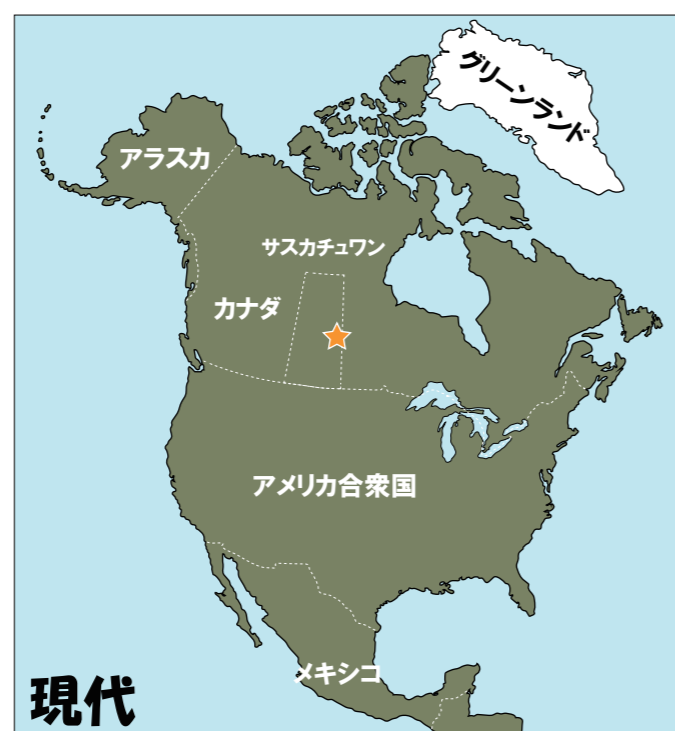 グリーンランド
アラスカ
サスカチュワン
カナダ
アメリカ合衆国
メキシコ
現代